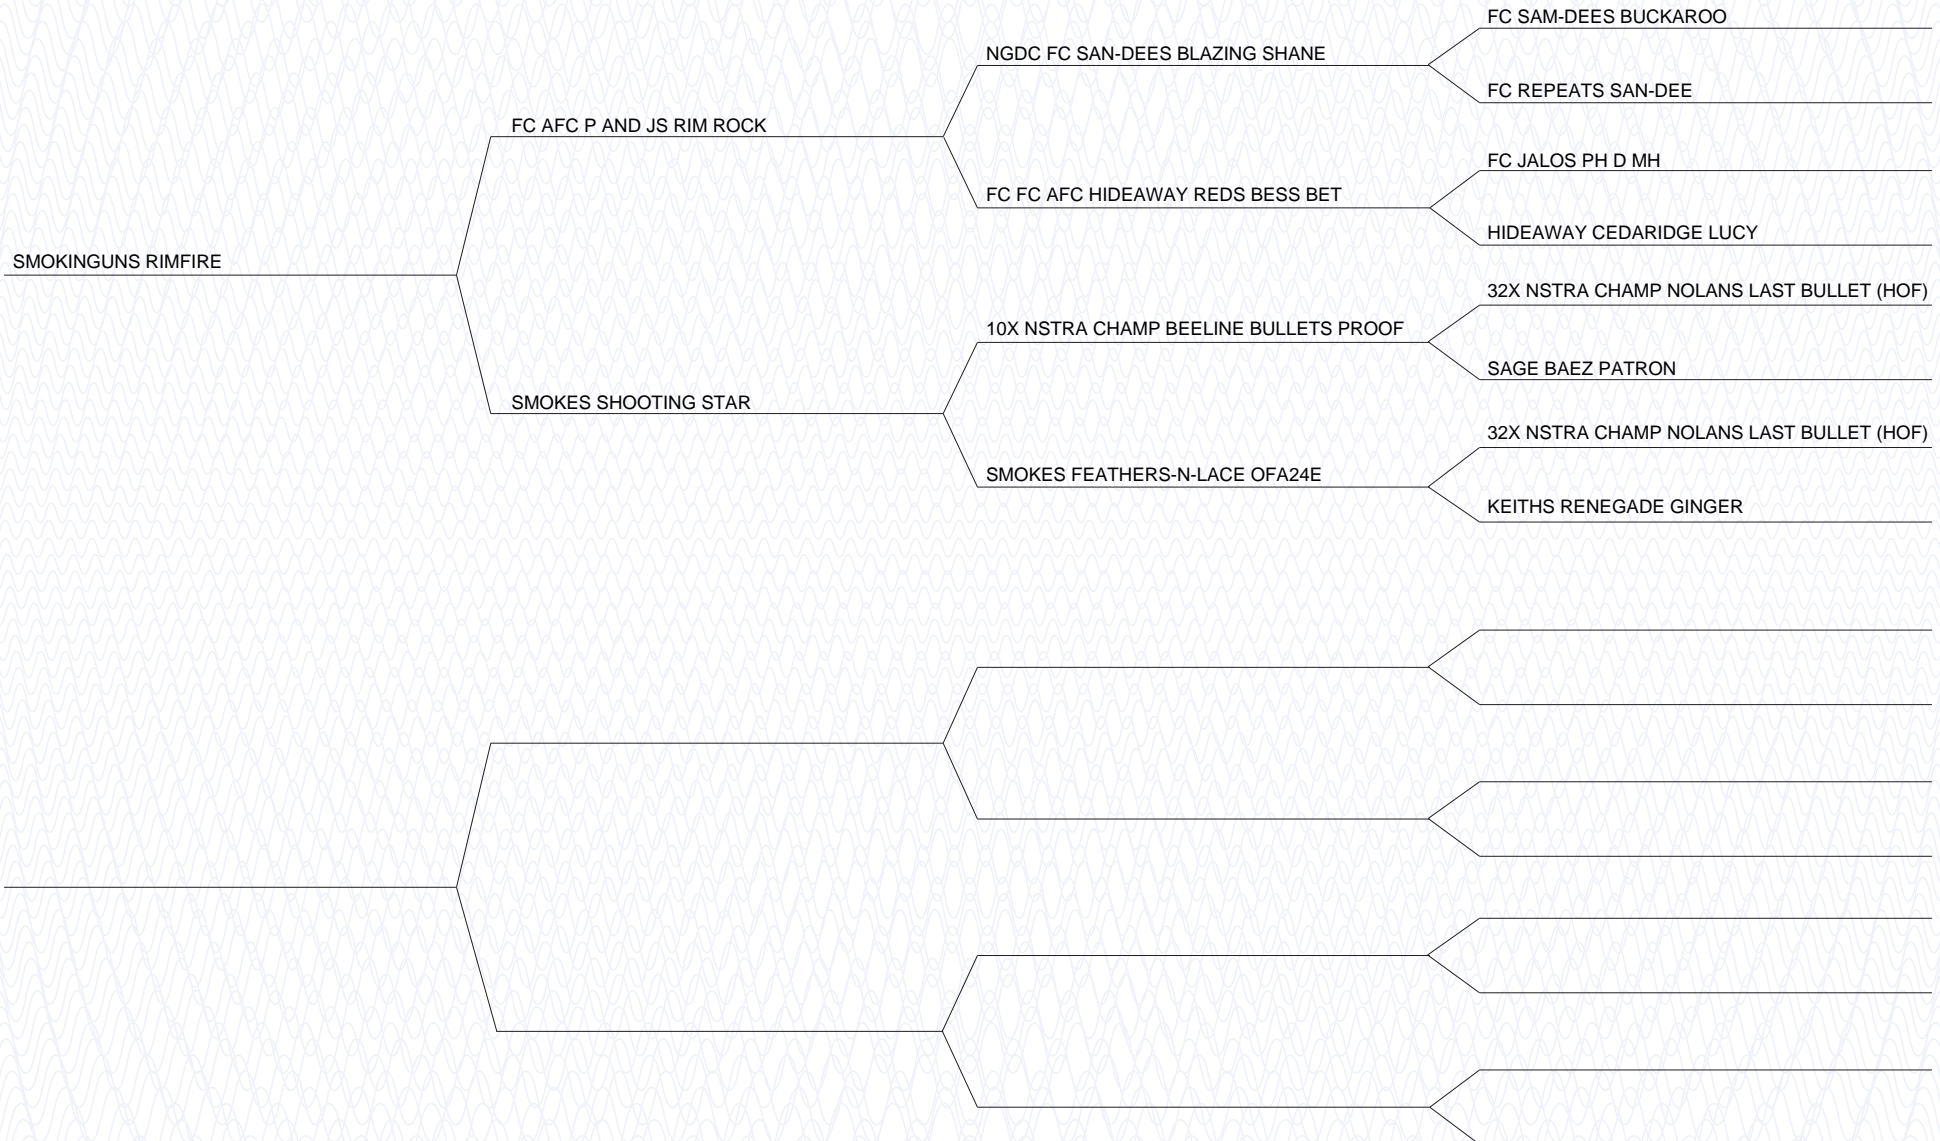 FC SAM-DEES BUCKAROO
NGDC FC SAN-DEES BLAZING SHANE
FC REPEATS SAN-DEE
FC AFC P AND JS RIM ROCK
FC JALOS PH D MH
FC FC AFC HIDEAWAY REDS BESS BET
HIDEAWAY CEDARIDGE LUCY
SMOKINGUNS RIMFIRE
32X NSTRA CHAMP NOLANS LAST BULLET (HOF)
10X NSTRA CHAMP BEELINE BULLETS PROOF
SAGE BAEZ PATRON
SMOKES SHOOTING STAR
32X NSTRA CHAMP NOLANS LAST BULLET (HOF)
SMOKES FEATHERS-N-LACE OFA24E
KEITHS RENEGADE GINGER